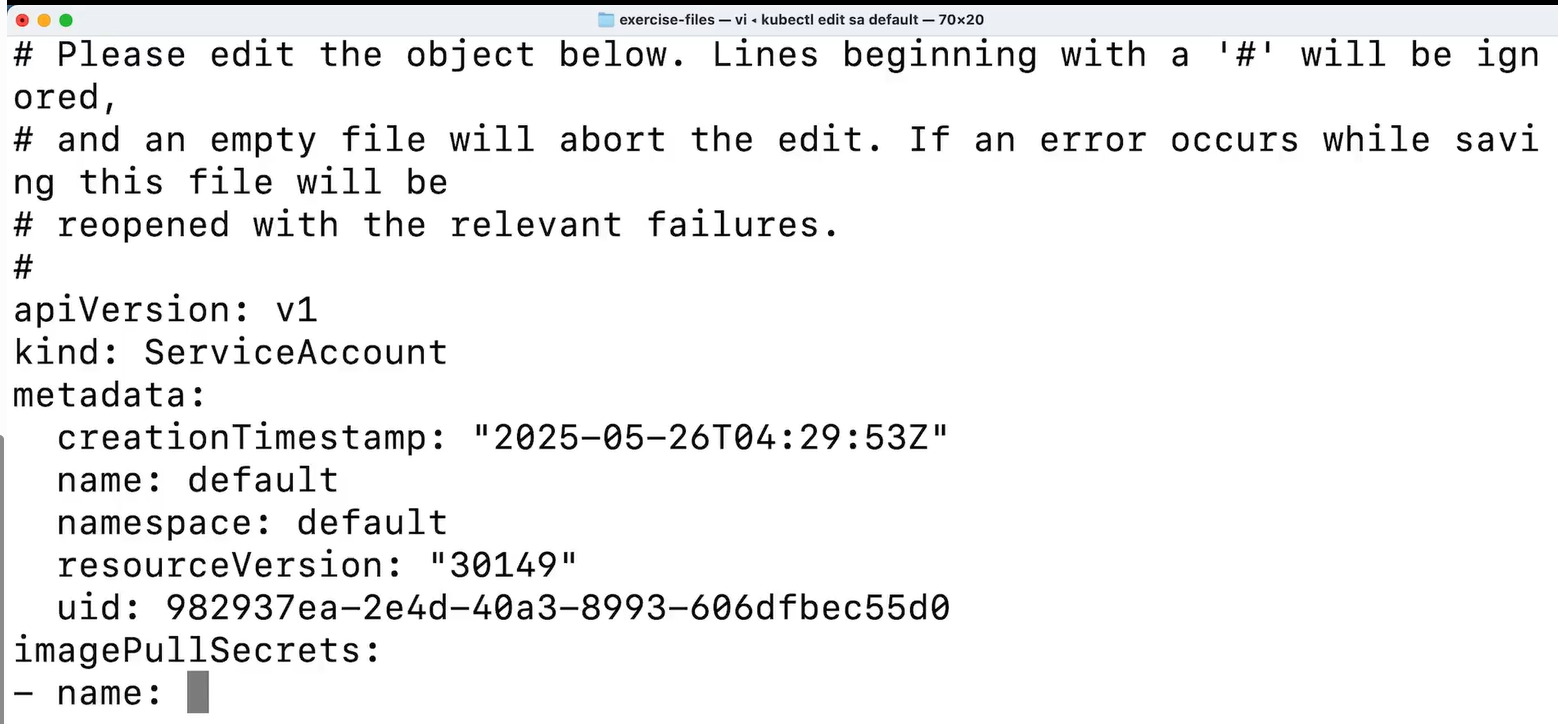 exercise-files — vi ◂ kubectl edit sa default — 70×20
# Please edit the object below. Lines beginning with a '#' will be ign
ored,
# and an empty file will abort the edit. If an error occurs while savi
ng this file will be
# reopened with the relevant failures.
#
apiVersion: v1
kind: ServiceAccount
metadata:
  creationTimestamp: "2025-05-26T04:29:53Z"
  name: default
  namespace: default
  resourceVersion: "30149"
  uid: 982937ea-2e4d-40a3-8993-606dfbec55d0
imagePullSecrets:
- name: